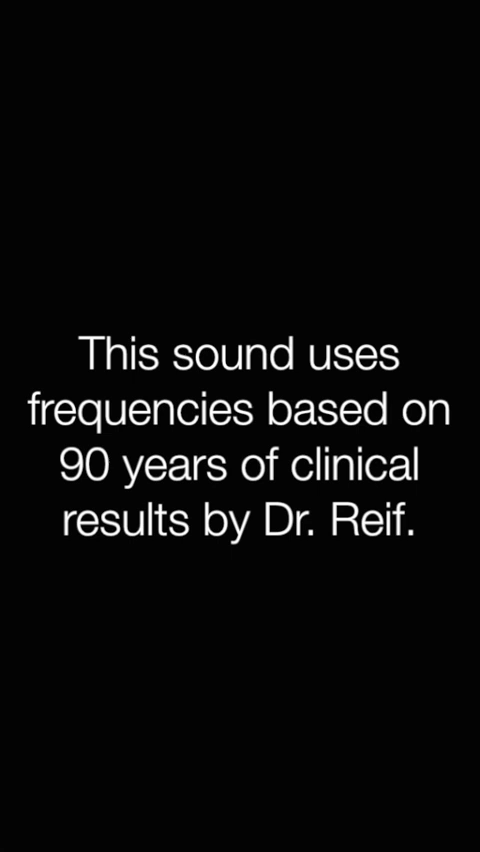 This sound uses
frequencies based on
90 years of clinical
results by Dr. Reif.